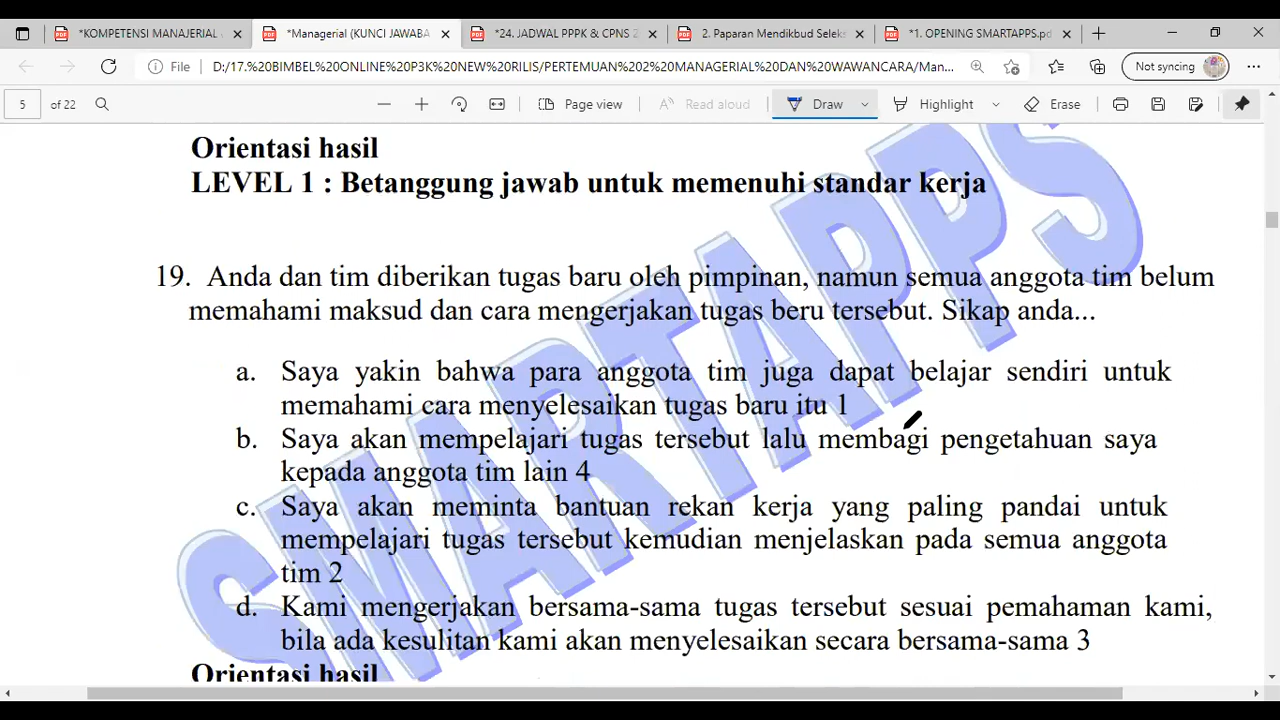 *KOMPETENSI MANAJERIAL
*Managerial (KUNCI JAWABA
*24. JADWAL PPPK & CPNS 2
2. Paparan Mendikbud Selek
*1. OPENING SMARTAPPS.pd
File D:/17.%20BIMBEL%20ONLINE%20P3K%20NEW%20RILIS/PERTEMUAN%202%20MANAGERIAL%20DAN%20WAWANCARA/Man... Not syncing
5 of 22 Page view Read aloud Draw Highlight Erase
Orientasi hasil
LEVEL 1 : Betanggung jawab untuk memenuhi standar kerja
19. Anda dan tim diberikan tugas baru oleh pimpinan, namun semua anggota tim belum
memahami maksud dan cara mengerjakan tugas beru tersebut. Sikap anda...
a. Saya yakin bahwa para anggota tim juga dapat belajar sendiri untuk
memahami cara menyelesaikan tugas baru itu 1
b. Saya akan mempelajari tugas tersebut lalu membagi pengetahuan saya
kepada anggota tim lain 4
c. Saya akan meminta bantuan rekan kerja yang paling pandai untuk
mempelajari tugas tersebut kemudian menjelaskan pada semua anggota
tim 2
d. Kami mengerjakan bersama-sama tugas tersebut sesuai pemahaman kami,
bila ada kesulitan kami akan menyelesaikan secara bersama-sama 3
Orientasi hasil
SMARTAPPS